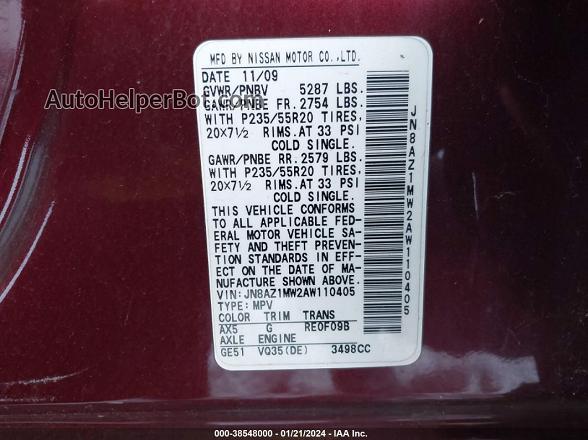 MFD BY NISSAN MOTOR CO.,LTD.
DATE 11/09
GVWR/PNBV 5287 LBS.
GAWR/PNBE FR. 2754 LBS.
WITH P235/55R20 TIRES,
20×7½ RIMS.AT 33 PSI
COLD SINGLE.
GAWR/PNBE RR. 2579 LBS.
WITH P235/55R20 TIRES,
20×7½ RIMS.AT 33 PSI
COLD SINGLE.
THIS VEHICLE CONFORMS
TO ALL APPLICABLE FED-
ERAL MOTOR VEHICLE SA-
FETY AND THEFT PREVEN-
TION STANDARDS IN EFF-
ECT ON THE DATE OF MA-
NUFACTURE SHOWN ABOVE.
VIN: JN8AZ1MW2AW110405
TYPE: MPV
COLOR TRIM TRANS
AX5 G RE0F09B
AXLE ENGINE
GE51 VQ35(DE) 3498CC
JN8AZ1MW2AW110405
AutoHelperBot.com
000-38548000 - 01/21/2024 - IAA Inc.